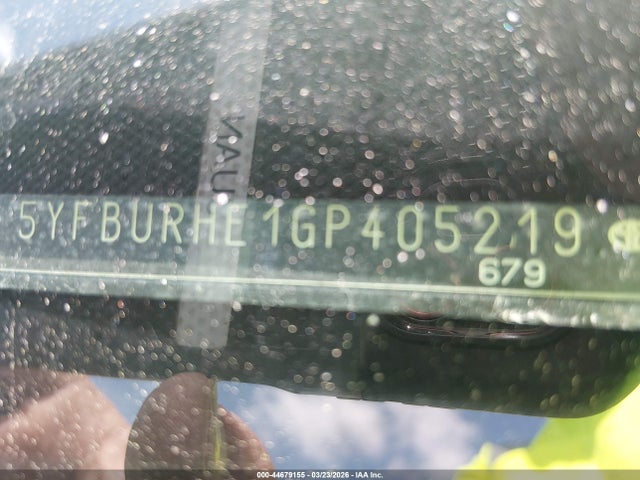 5YFBURHE1GP405219
679
000-44679155 | 03/23/2026 | IAA Inc.